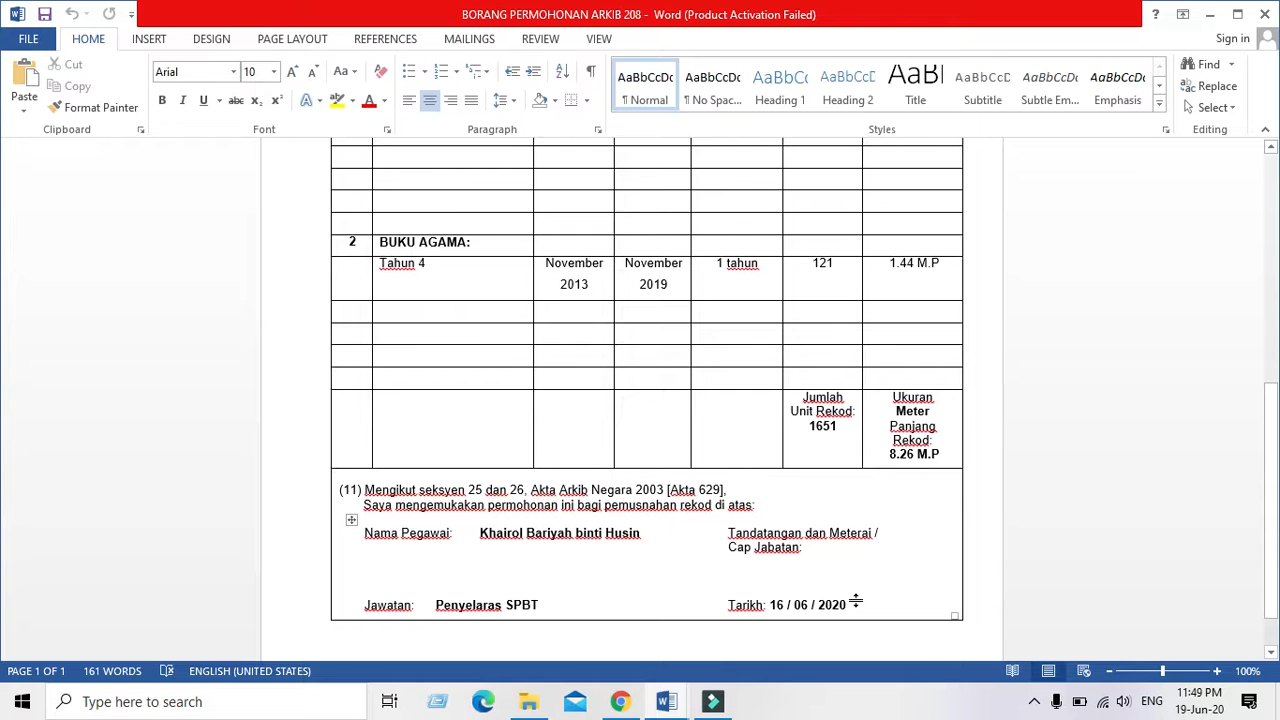 BORANG PERMOHONAN ARKIB 208 - Word (Product Activation Failed)
FILE HOME INSERT DESIGN PAGE LAYOUT REFERENCES MAILINGS REVIEW VIEW Sign in
Paste
Cut
Copy
Format Painter
Clipboard
Arial 10
Font
Paragraph
AaBbCcDc AaBbCcDc AaBbCc AaBbCcC AaBl AaBbCcD AaBbCcDc AaBbCcDc
¶ Normal ¶ No Spac... Heading Heading 2 Title Subtitle Subtle Em... Emphasis
Styles
Find
Replace
Select
Editing
2 BUKU AGAMA:
Tahun 4 November 2013 November 2019 1 tahun 121 1.44 M.P
Jumlah
Unit Rekod:
1651
Ukuran
Meter
Panjang
Rekod:
8.26 M.P
(11) Mengikut seksyen 25 dan 26, Akta Arkib Negara 2003 [Akta 629],
Saya mengemukakan permohonan ini bagi pemusnahan rekod di atas:
Nama Pegawai: Khairol Bariyah binti Husin
Tandatangan dan Meterai /
Cap Jabatan:
Jawatan: Penyelaras SPBT
Tarikh: 16 / 06 / 2020
PAGE 1 OF 1 161 WORDS ENGLISH (UNITED STATES) 100%
Type here to search
ENG
11:49 PM
19-Jun-20